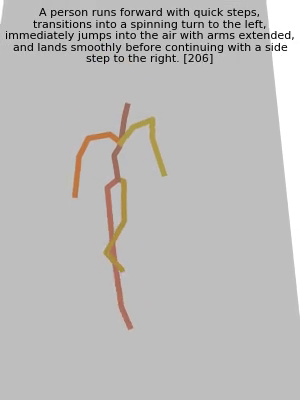 A person runs forward with quick steps,
transitions into a spinning turn to the left,
immediately jumps into the air with arms extended,
and lands smoothly before continuing with a side
step to the right. [206]